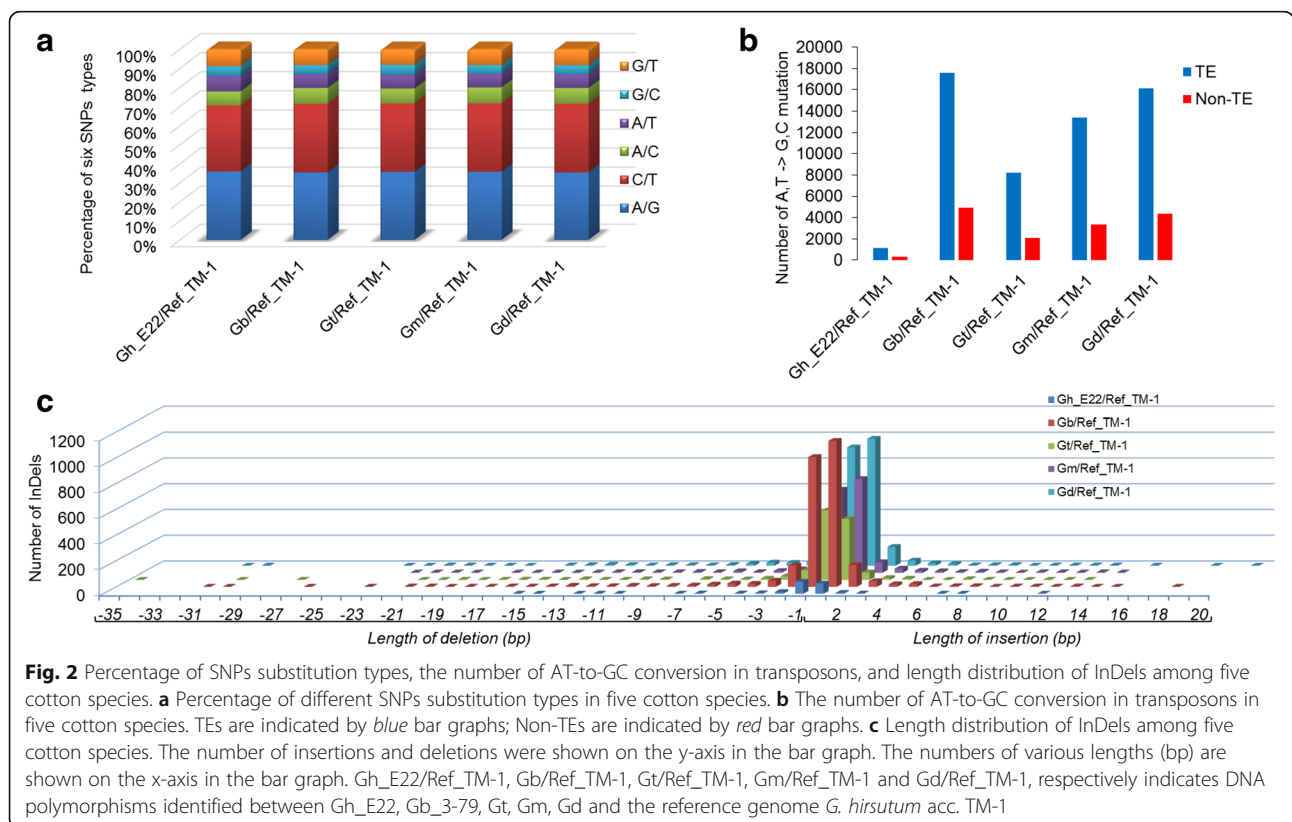 a
Percentage of six SNPs types
100%
90%
80%
70%
60%
50%
40%
30%
20%
10%
0%
Gh_E22/Ref_TM-1
Gb/Ref_TM-1
Gt/Ref_TM-1
Gm/Ref_TM-1
Gd/Ref_TM-1
G/T
G/C
A/T
A/C
C/T
A/G
b
Number of A,T -> G,C mutation
20000
18000
16000
14000
12000
10000
8000
6000
4000
2000
0
TE
Non-TE
Gh_E22/Ref_TM-1
Gb/Ref_TM-1
Gt/Ref_TM-1
Gm/Ref_TM-1
Gd/Ref_TM-1
c
Number of InDels
1200
1000
800
600
400
200
0
Gh_E22/Ref_TM-1
Gb/Ref_TM-1
Gt/Ref_TM-1
Gm/Ref_TM-1
Gd/Ref_TM-1
-35 -33 -31 -29 -27 -25 -23 -21 -19 -17 -15 -13 -11 -9 -7 -5 -3 -1 2 4 6 8 10 12 14 16 18 20
Length of deletion (bp) Length of insertion (bp)
Fig. 2 Percentage of SNPs substitution types, the number of AT-to-GC conversion in transposons, and length distribution of InDels among five
cotton species. a Percentage of different SNPs substitution types in five cotton species. b The number of AT-to-GC conversion in transposons in
five cotton species. TEs are indicated by blue bar graphs; Non-TEs are indicated by red bar graphs. c Length distribution of InDels among five
cotton species. The number of insertions and deletions were shown on the y-axis in the bar graph. The numbers of various lengths (bp) are
shown on the x-axis in the bar graph. Gh_E22/Ref_TM-1, Gb/Ref_TM-1, Gt/Ref_TM-1, Gm/Ref_TM-1 and Gd/Ref_TM-1, respectively indicates DNA
polymorphisms identified between Gh_E22, Gb_3-79, Gt, Gm, Gd and the reference genome G. hirsutum acc. TM-1